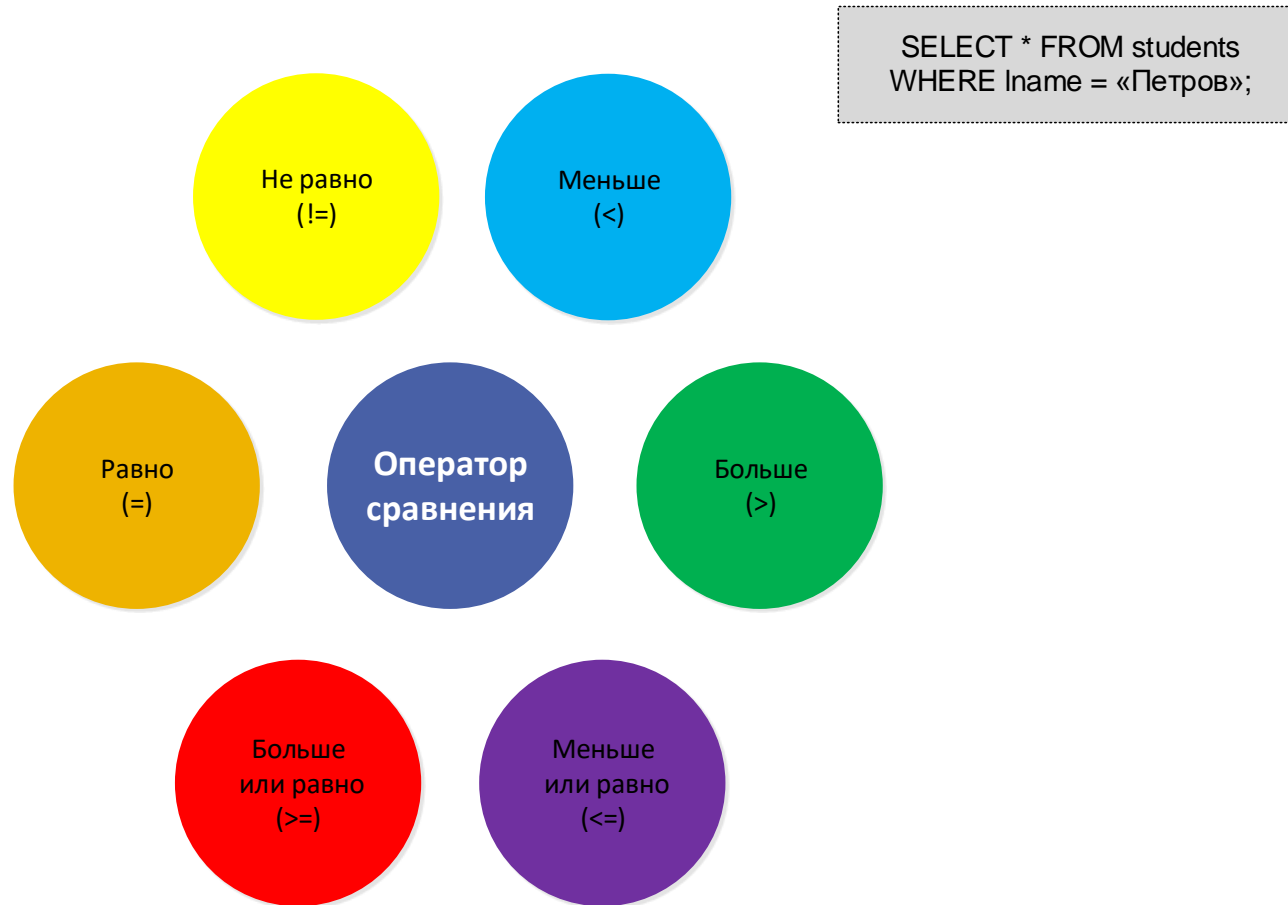 SELECT * FROM students
WHERE lname = «Петров»;
Не равно
(!=)
Меньше
(<)
Равно
(=)
Оператор
сравнения
Больше
(>)
Больше
или равно
(>=)
Меньше
или равно
(<=)